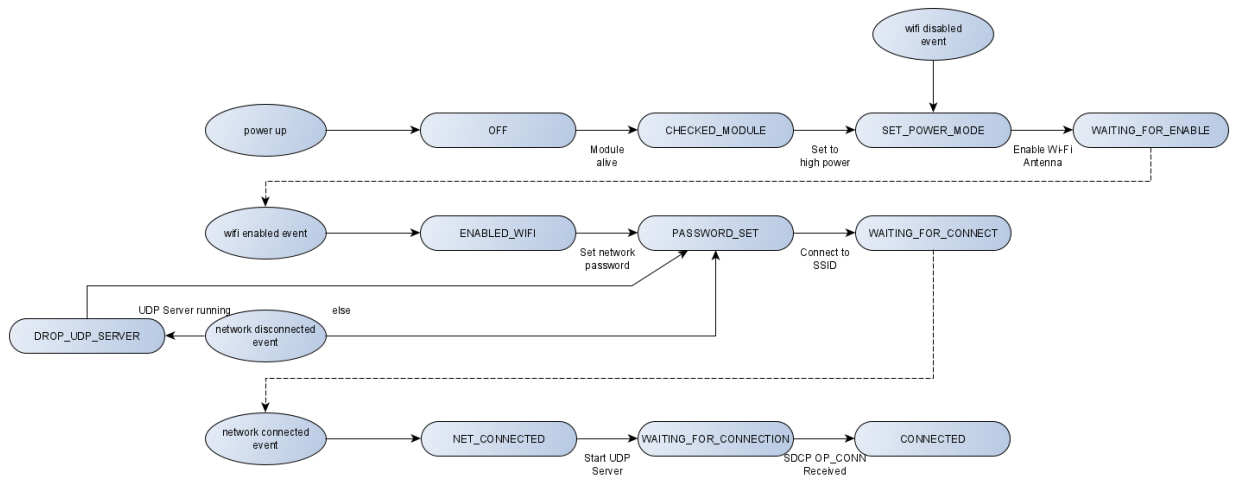 wifi disabled
event
power up
OFF
Module
alive
CHECKED_MODULE
Set to
high power
SET_POWER_MODE
Enable Wi-Fi
Antenna
WAITING_FOR_ENABLE
wifi enabled event
ENABLED_WIFI
Set network
password
PASSWORD_SET
Connect to
SSID
WAITING_FOR_CONNECT
DROP_UDP_SERVER
UDP Server running
network disconnected
event
else
network connected
event
NET_CONNECTED
Start UDP
Server
WAITING_FOR_CONNECTION
SDCP OP_CONN
Received
CONNECTED